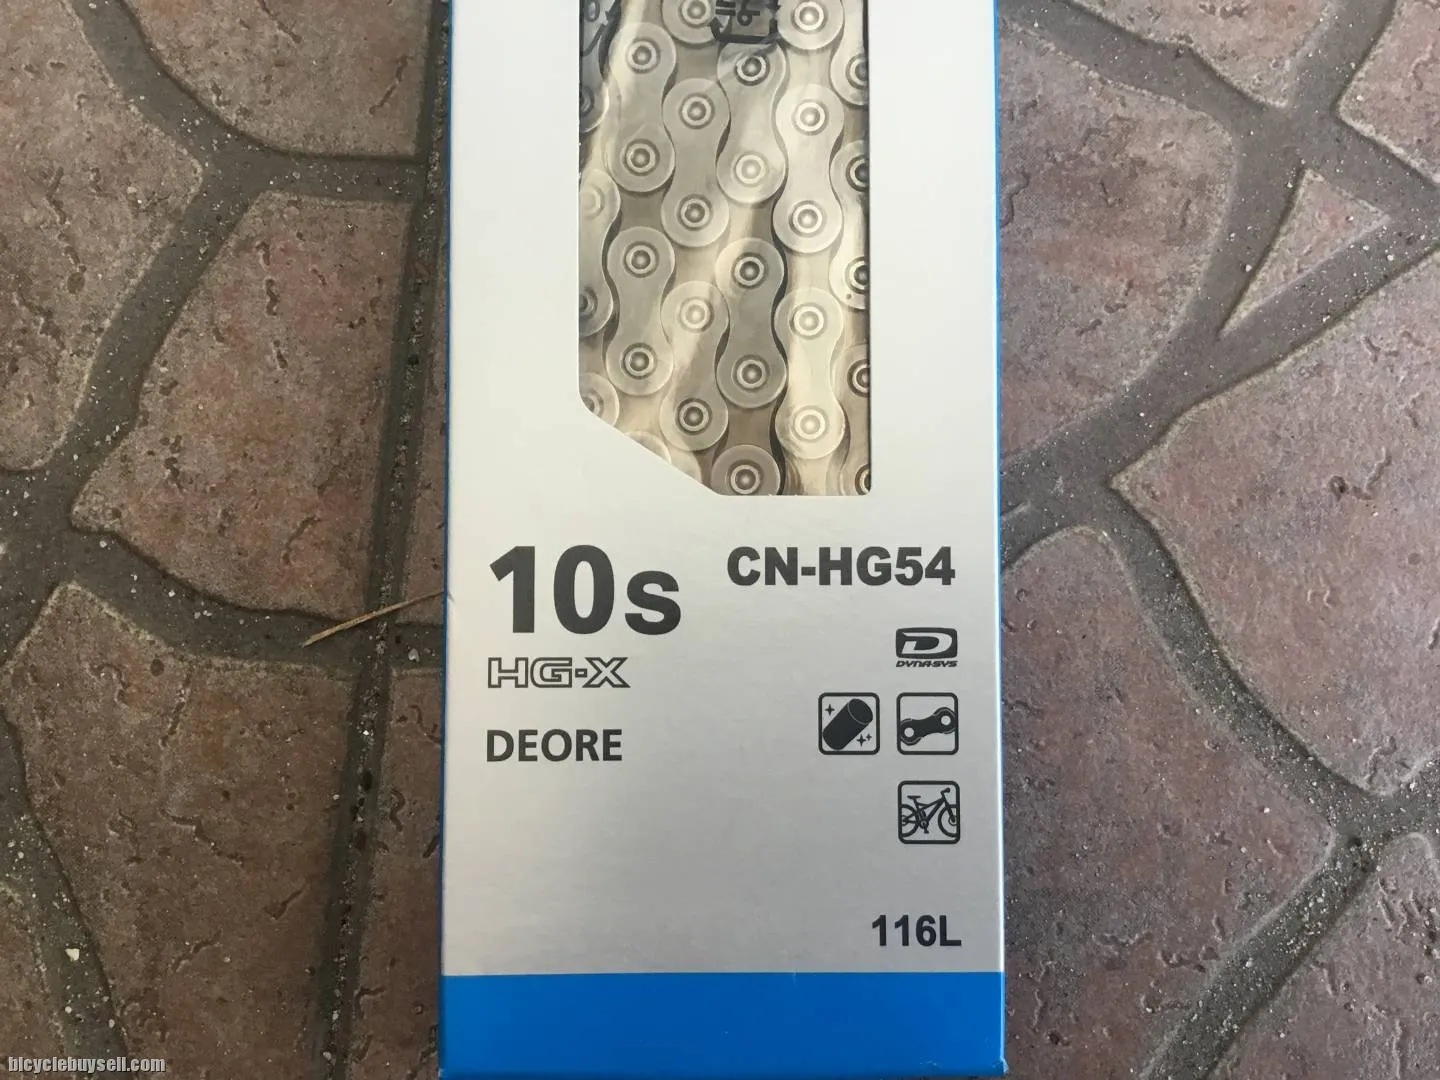 10s
CN-HG54
HG-X
DYNA-SYS
DEORE
116L
bicyclebuysell.com